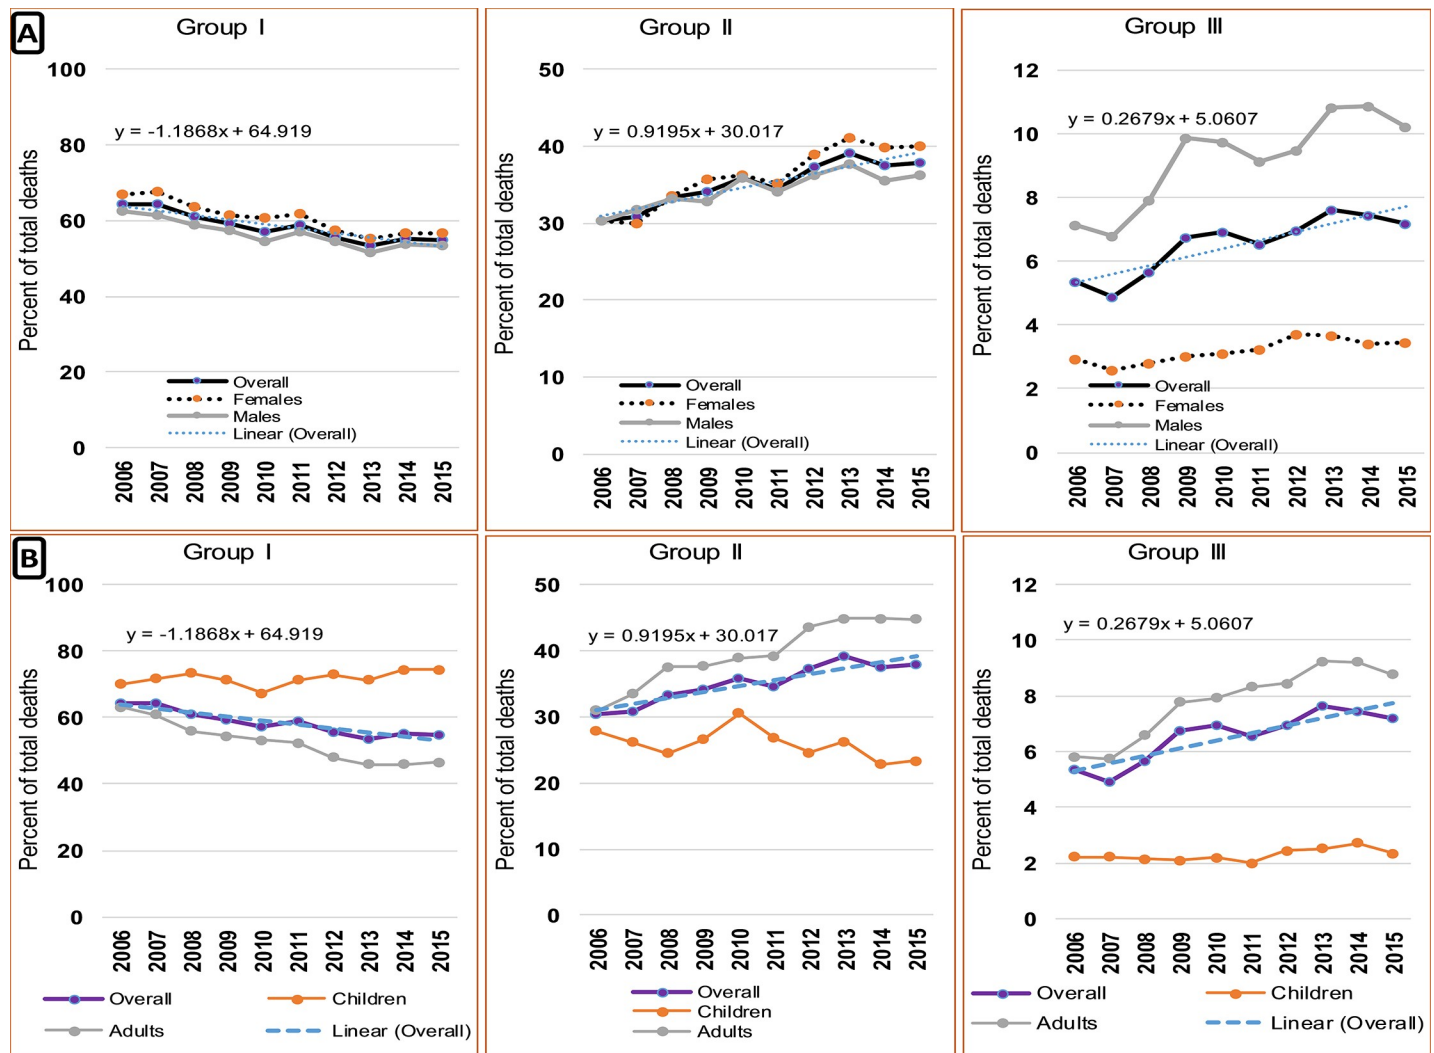 A
Group I
Percent of total deaths
100
80
60
40
20
0
y = -1.1868x + 64.919
Overall
Females
Males
Linear (Overall)
2006 2007 2008 2009 2010 2011 2012 2013 2014 2015
Group II
Percent of total deaths
50
40
30
20
10
0
y = 0.9195x + 30.017
Overall
Females
Males
Linear (Overall)
2006 2007 2008 2009 2010 2011 2012 2013 2014 2015
Group III
Percent of total deaths
12
10
8
6
4
2
0
y = 0.2679x + 5.0607
Overall
Females
Males
Linear (Overall)
2006 2007 2008 2009 2010 2011 2012 2013 2014 2015
B
Group I
Percent of total deaths
100
80
60
40
20
0
y = -1.1868x + 64.919
2006 2007 2008 2009 2010 2011 2012 2013 2014 2015
Overall Children
Adults Linear (Overall)
Group II
Percent of total deaths
50
40
30
20
10
0
y = 0.9195x + 30.017
2006 2007 2008 2009 2010 2011 2012 2013 2014 2015
Overall
Children
Adults
Group III
Percent of total deaths
12
10
8
6
4
2
0
y = 0.2679x + 5.0607
2006 2007 2008 2009 2010 2011 2012 2013 2014 2015
Overall Children
Adults Linear (Overall)